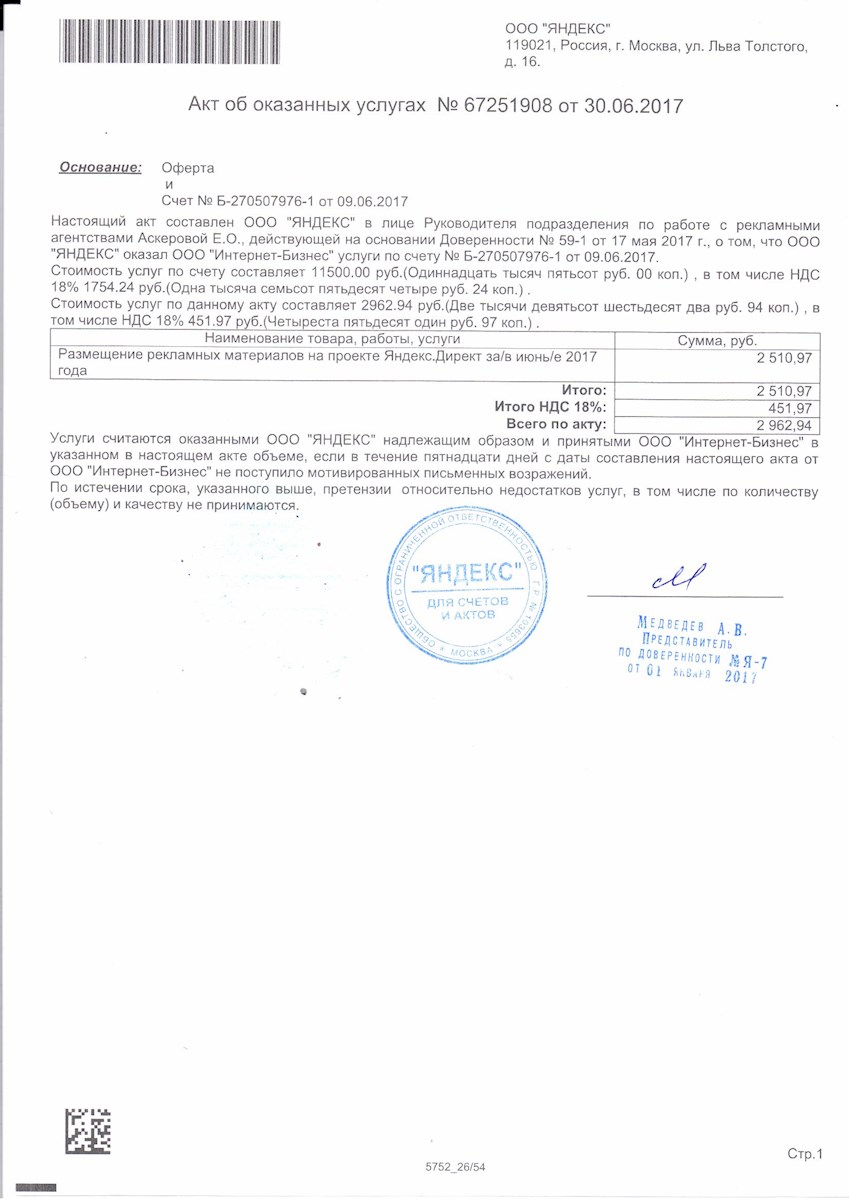 ООО "ЯНДЕКС"
119021, Россия, г. Москва, ул. Льва Толстого,
д. 16.
Акт об оказанных услугах № 67251908 от 30.06.2017
Основание: Оферта
и
Счет № Б-270507976-1 от 09.06.2017
Настоящий акт составлен ООО "ЯНДЕКС" в лице Руководителя подразделения по работе с рекламными
агентствами Аскеровой Е.О., действующей на основании Доверенности № 59-1 от 17 мая 2017 г., о том, что ООО
"ЯНДЕКС" оказал ООО "Интернет-Бизнес" услуги по счету № Б-270507976-1 от 09.06.2017.
Стоимость услуг по счету составляет 11500.00 руб.(Одиннадцать тысяч пятьсот руб. 00 коп.) , в том числе НДС
18% 1754.24 руб.(Одна тысяча семьсот пятьдесят четыре руб. 24 коп.) .
Стоимость услуг по данному акту составляет 2962.94 руб.(Две тысячи девятьсот шестьдесят два руб. 94 коп.) , в
том числе НДС 18% 451.97 руб.(Четыреста пятьдесят один руб. 97 коп.) .
Наименование товара, работы, услуги Сумма, руб.
Размещение рекламных материалов на проекте Яндекс.Директ за/в июнь/е 2017 2 510,97
года
Итого: 2 510,97
Итого НДС 18%: 451,97
Всего по акту: 2 962,94
Услуги считаются оказанными ООО "ЯНДЕКС" надлежащим образом и принятыми ООО "Интернет-Бизнес" в
указанном в настоящем акте объеме, если в течение пятнадцати дней с даты составления настоящего акта от
ООО "Интернет-Бизнес" не поступило мотивированных письменных возражений.
По истечении срока, указанного выше, претензии относительно недостатков услуг, в том числе по количеству
(объему) и качеству не принимаются.
ОБЩЕСТВО С ОГРАНИЧЕННОЙ ОТВЕТСТВЕННОСТЬЮ Г.Р. № 193655
"ЯНДЕКС"
ДЛЯ СЧЕТОВ
И АКТОВ
* МОСКВА *
МЕДВЕДЕВ А.В.
ПРЕДСТАВИТЕЛЬ
ПО ДОВЕРЕННОСТИ №Я-7
ОТ 01 ЯНВАРЯ 2017
5752_26/54
Стр.1